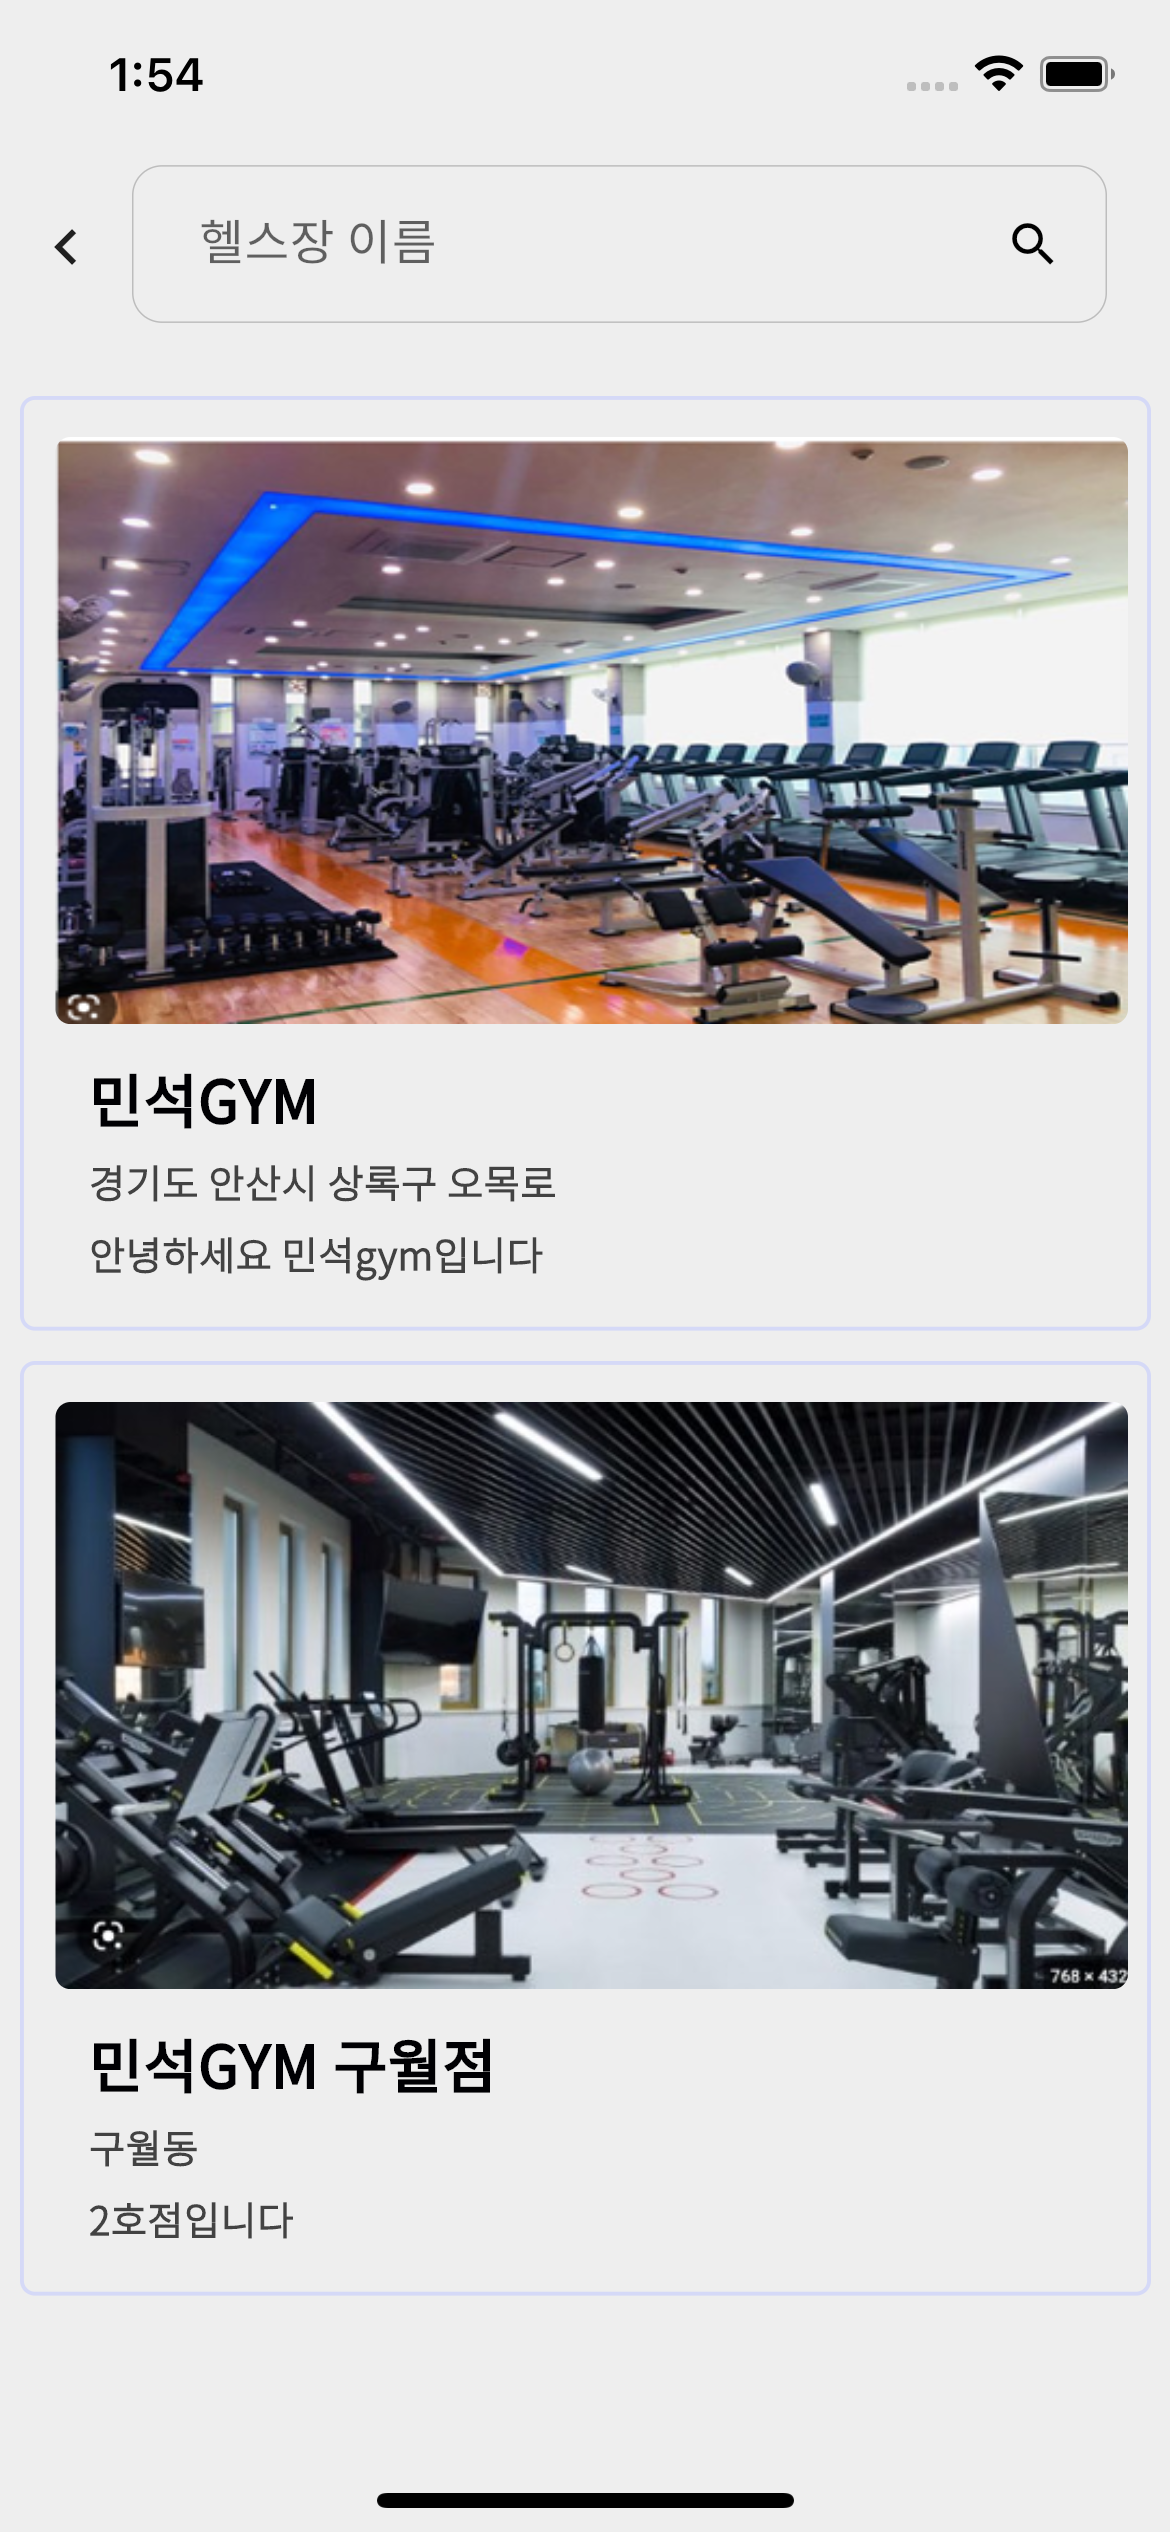 1:54
헬스장 이름
민석GYM
경기도 안산시 상록구 오목로
안녕하세요 민석gym입니다
768 × 432
민석GYM 구월점
구월동
2호점입니다